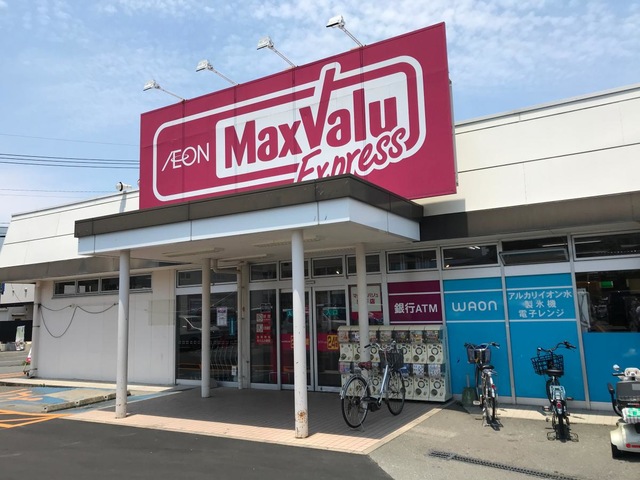 ÆON
MaxValu
Express
銀行ATM
WAON
アルカリイオン水
製氷機
電子レンジ
24